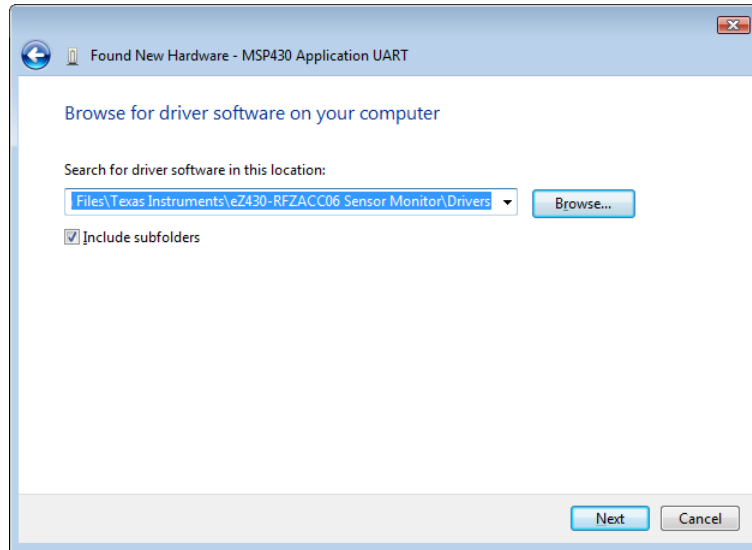 Found New Hardware - MSP430 Application UART
Browse for driver software on your computer
Search for driver software in this location:
Files\Texas Instruments\eZ430-RFZACC06 Sensor Monitor\Drivers
Browse...
Include subfolders
Next
Cancel